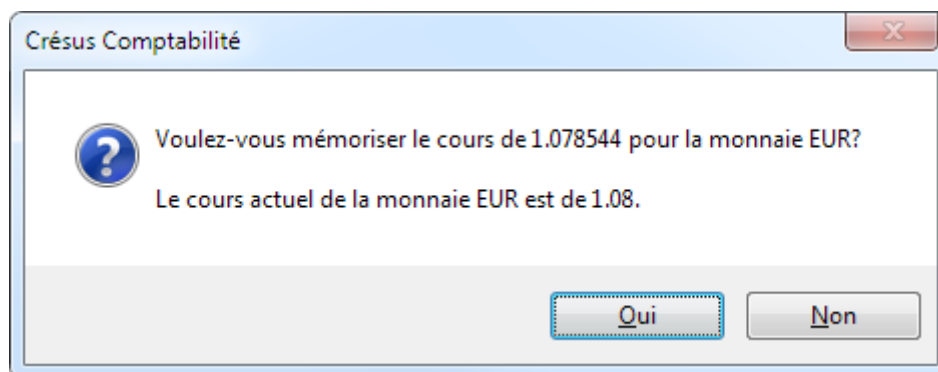 Crésus Comptabilité
Voulez-vous mémoriser le cours de 1.078544 pour la monnaie EUR?
Le cours actuel de la monnaie EUR est de 1.08.
Oui
Non